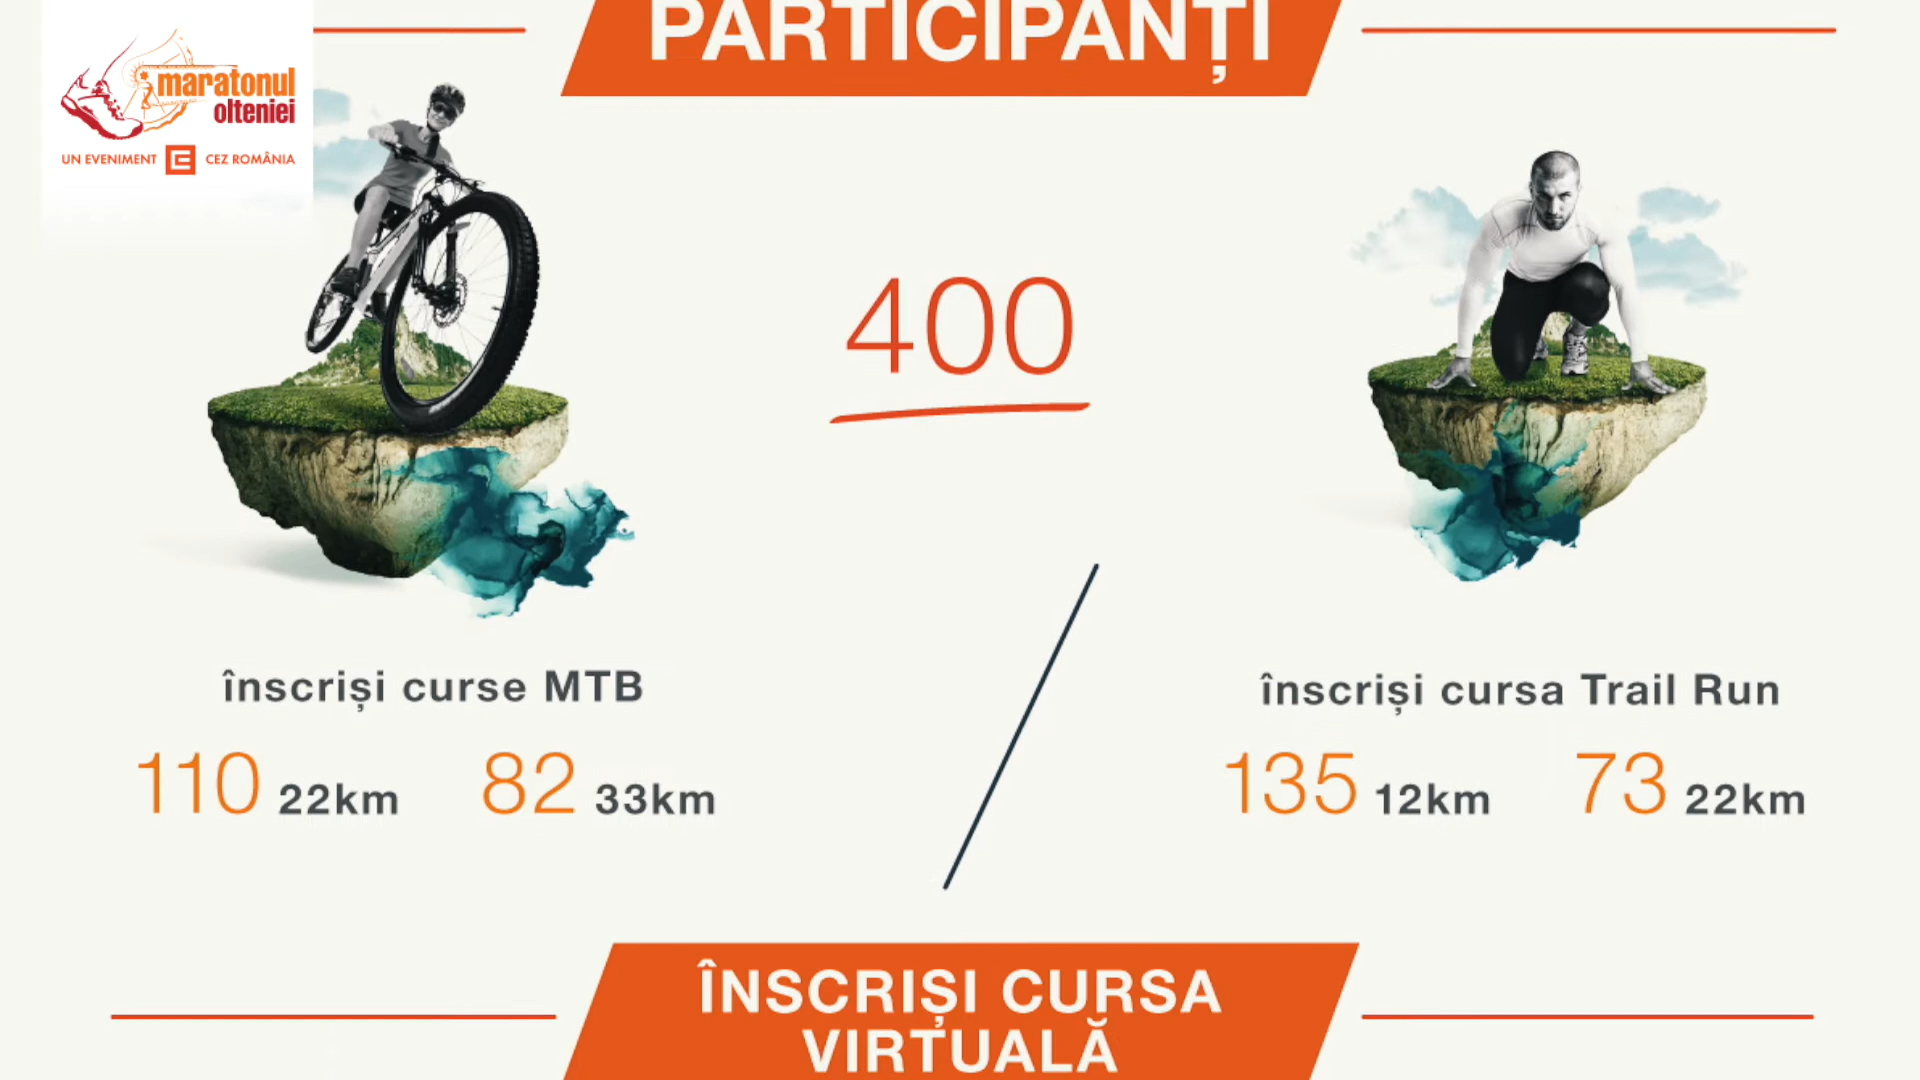 PARTICIPANȚI
maratonul
olteniei
UN EVENIMENT CEZ ROMÂNIA
400
înscriși curse MTB
110 22km 82 33km
înscriși cursa Trail Run
135 12km 73 22km
ÎNSCRIȘI CURSA
VIRTUALĂ